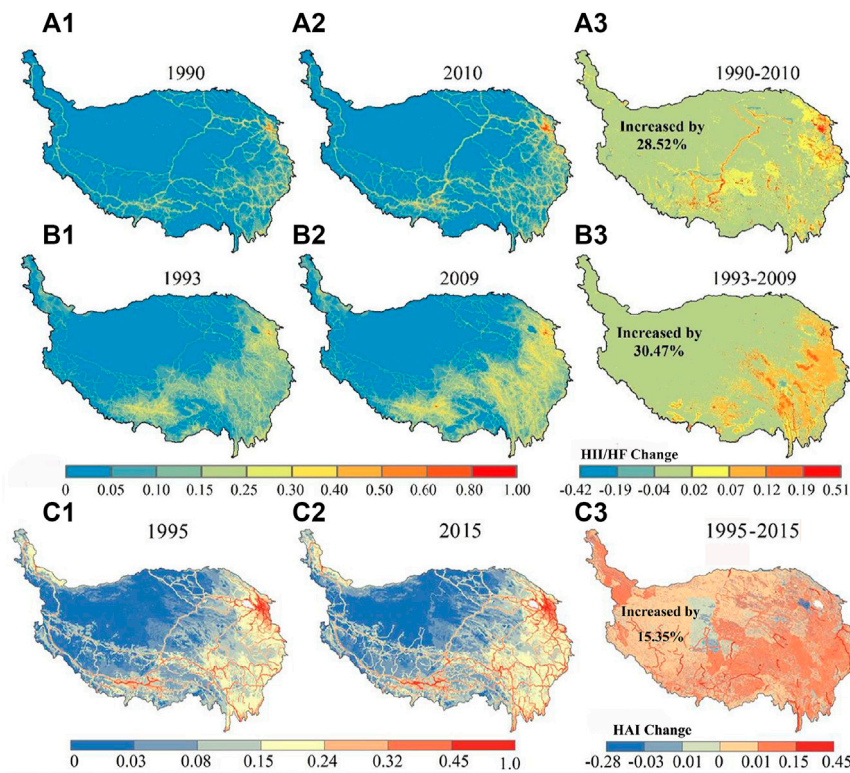 A1
A2
A3
1990
2010
1990-2010
Increased by
28.52%
B1
B2
B3
1993
2009
1993-2009
Increased by
30.47%
HII/HF Change
0 0.05 0.10 0.15 0.25 0.30 0.40 0.50 0.60 0.80 1.00
-0.42 -0.19 -0.04 0.02 0.07 0.12 0.19 0.51
C1
C2
C3
1995
2015
1995-2015
Increased by
15.35%
HAI Change
0 0.03 0.08 0.15 0.24 0.32 0.45 1.0
-0.28 -0.03 0.01 0 0.01 0.15 0.45